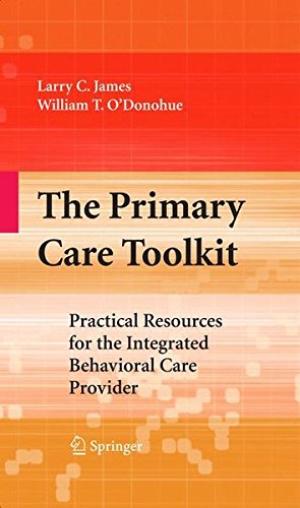 Larry C. James
William T. O'Donohue
The Primary
Care Toolkit
Practical Resources
for the Integrated
Behavioral Care
Provider
Springer